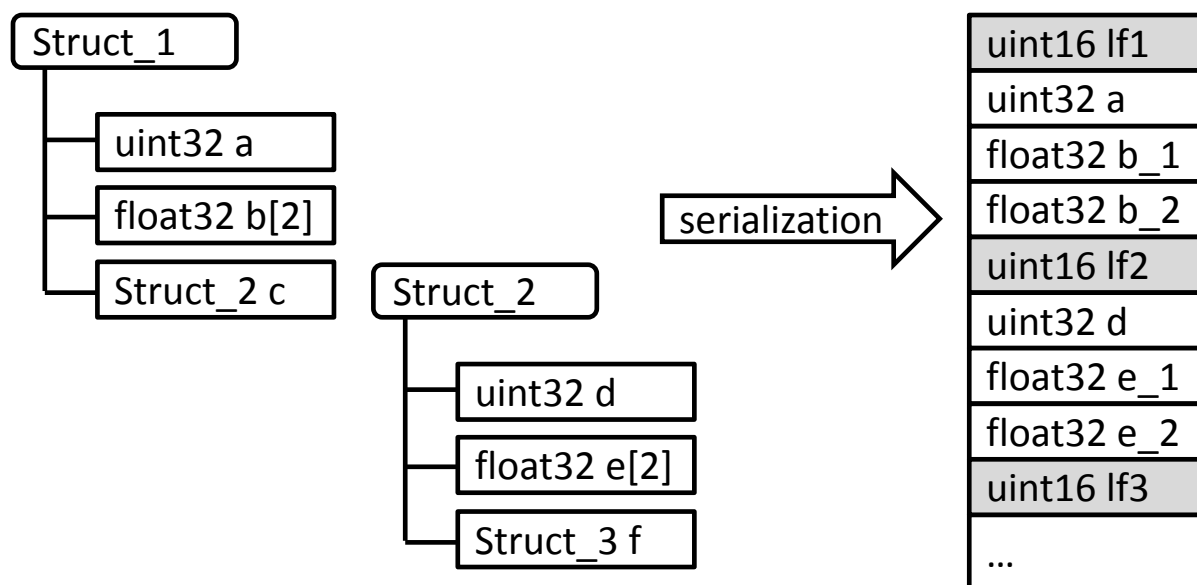 Struct_1
uint32 a
float32 b[2]
Struct_2 c
Struct_2
uint32 d
float32 e[2]
Struct_3 f
serialization
uint16 lf1
uint32 a
float32 b_1
float32 b_2
uint16 lf2
uint32 d
float32 e_1
float32 e_2
uint16 lf3
...